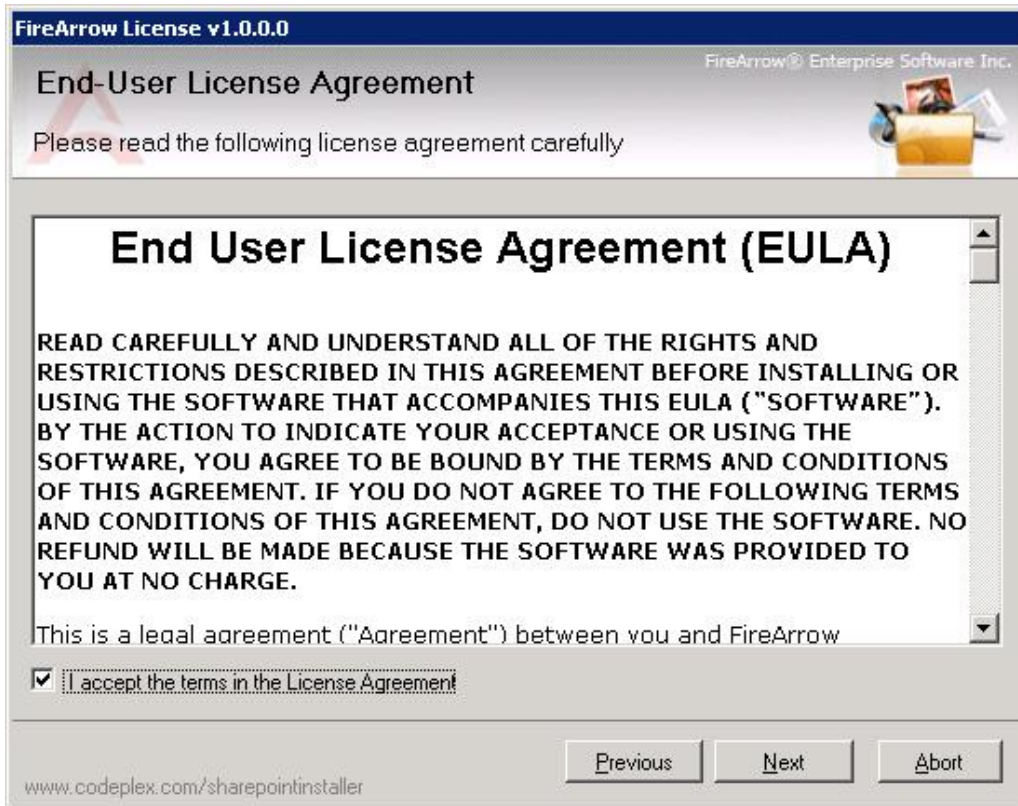 FireArrow License v1.0.0.0
FireArrow® Enterprise Software Inc.
End-User License Agreement
Please read the following license agreement carefully
End User License Agreement (EULA)
READ CAREFULLY AND UNDERSTAND ALL OF THE RIGHTS AND
RESTRICTIONS DESCRIBED IN THIS AGREEMENT BEFORE INSTALLING OR
USING THE SOFTWARE THAT ACCOMPANIES THIS EULA ("SOFTWARE").
BY THE ACTION TO INDICATE YOUR ACCEPTANCE OR USING THE
SOFTWARE, YOU AGREE TO BE BOUND BY THE TERMS AND CONDITIONS
OF THIS AGREEMENT. IF YOU DO NOT AGREE TO THE FOLLOWING TERMS
AND CONDITIONS OF THIS AGREEMENT, DO NOT USE THE SOFTWARE. NO
REFUND WILL BE MADE BECAUSE THE SOFTWARE WAS PROVIDED TO
YOU AT NO CHARGE.
This is a legal agreement ("Agreement") between you and FireArrow
I accept the terms in the License Agreement
Previous
Next
Abort
www.codeplex.com/sharepointinstaller